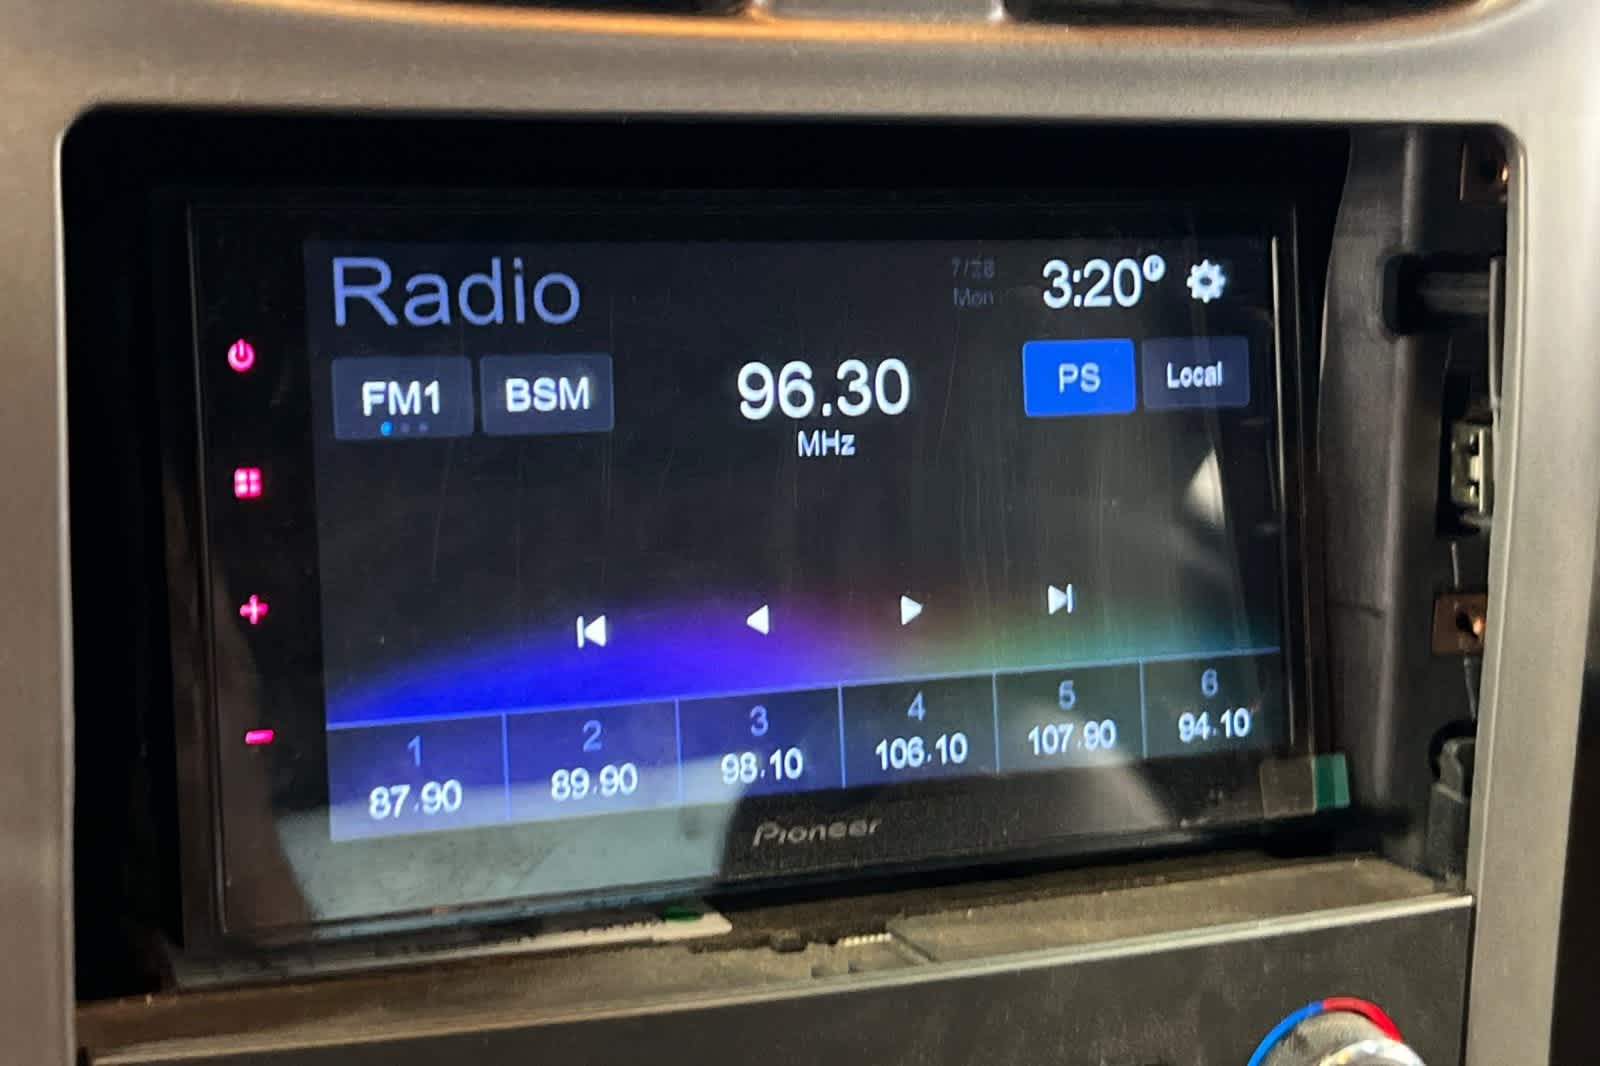 Radio
7/28
Mon
3:20 P
FM1
BSM
96.30
MHz
PS
Local
1
87.90
2
89.90
3
98.10
4
106.10
5
107.90
6
94.10
Pioneer